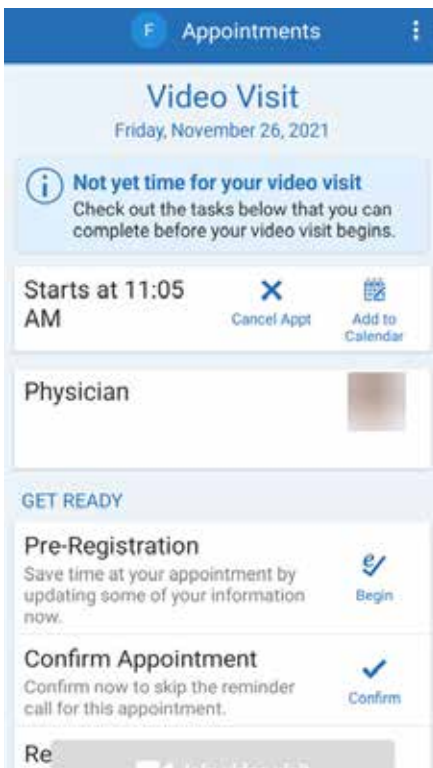 F Appointments
Video Visit
Friday, November 26, 2021
Not yet time for your video visit
Check out the tasks below that you can
complete before your video visit begins.
Starts at 11:05
AM
Cancel Appt
Add to
Calendar
Physician
GET READY
Pre-Registration
Save time at your appointment by
updating some of your information
now.
Begin
Confirm Appointment
Confirm now to skip the reminder
call for this appointment.
Confirm
Re